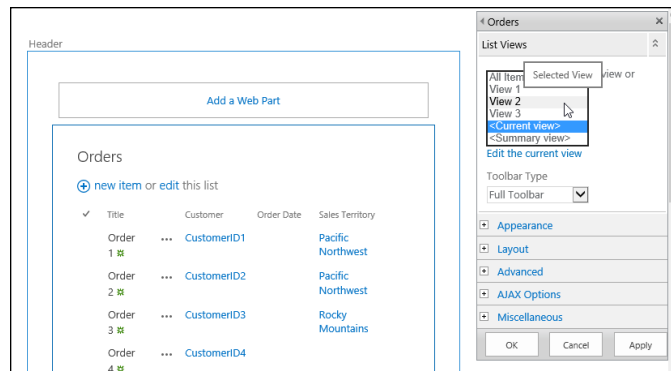 Header
Add a Web Part
Orders
new item or edit this list
Title Customer Order Date Sales Territory
Order 1 ... CustomerID1 Pacific Northwest
Order 2 ... CustomerID2 Pacific Northwest
Order 3 ... CustomerID3 Rocky Mountains
Order 4 ... CustomerID4
Orders
List Views
All Item
Selected View
view or
View 1
View 2
View 3
<Current view>
<Summary view>
Edit the current view
Toolbar Type
Full Toolbar
Appearance
Layout
Advanced
AJAX Options
Miscellaneous
OK Cancel Apply